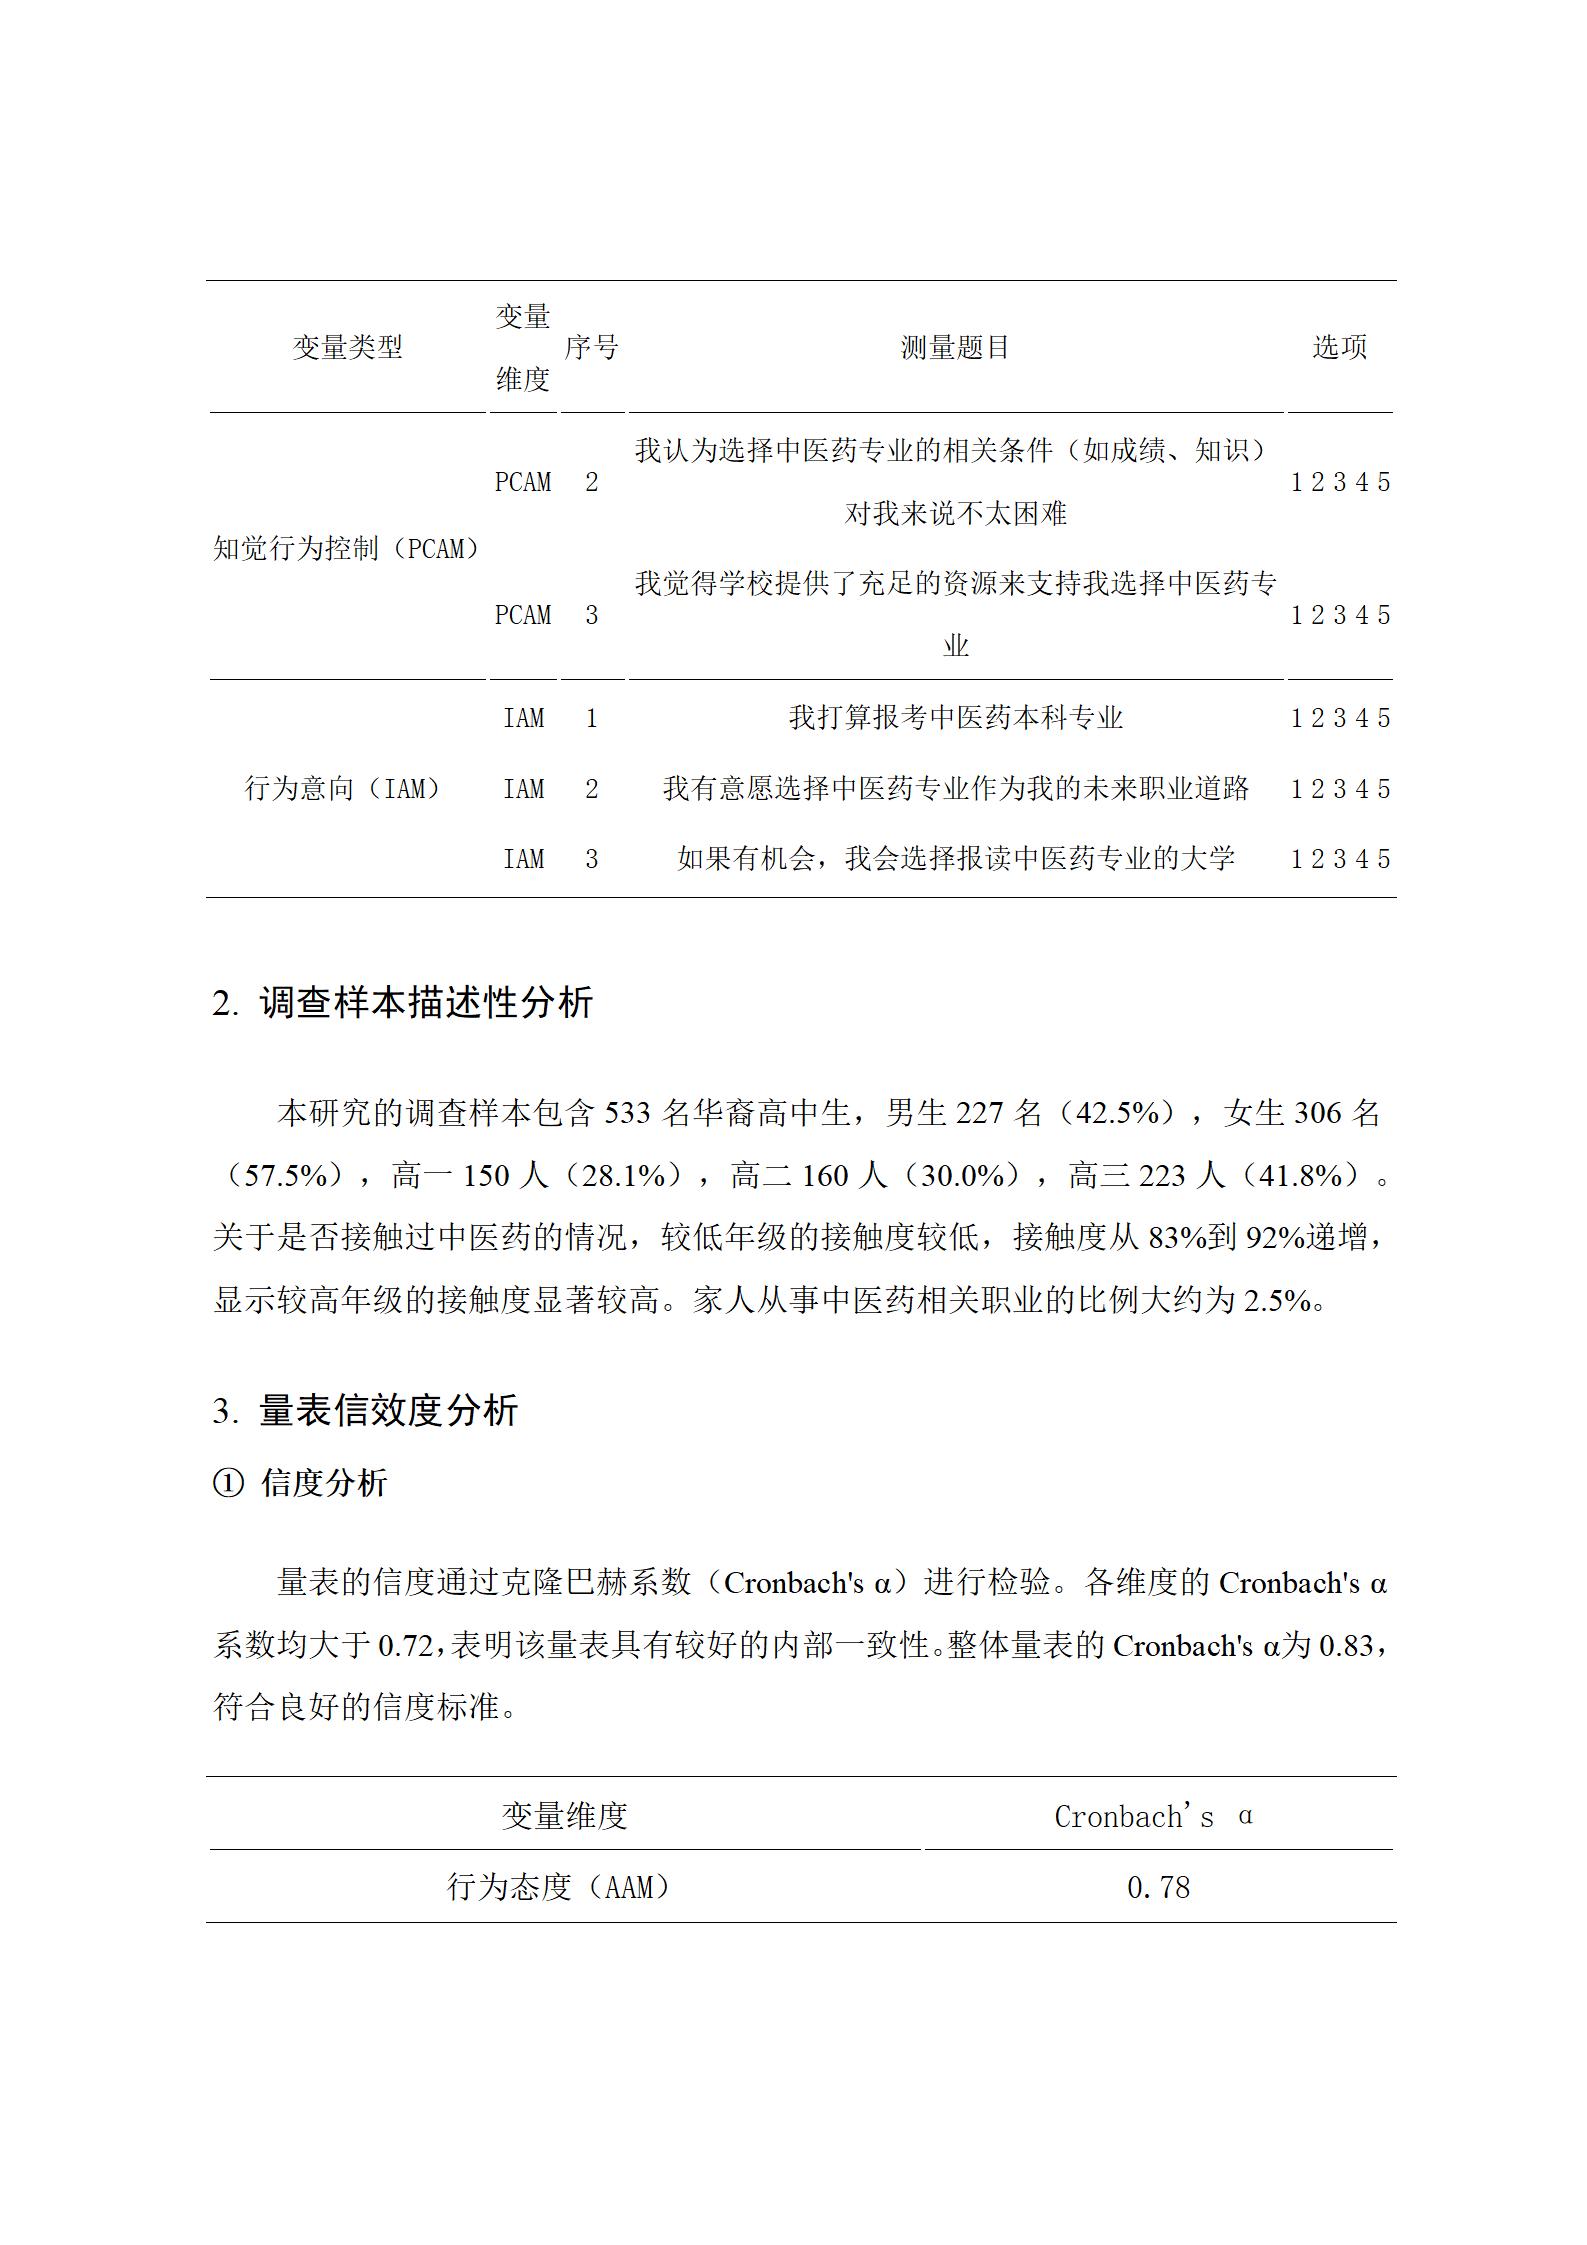 变量类型 变量维度 序号 测量题目 选项
知觉行为控制（PCAM） PCAM 2 我认为选择中医药专业的相关条件（如成绩、知识） 1 2 3 4 5
对我来说不太困难
PCAM 3 我觉得学校提供了充足的资源来支持我选择中医药专 1 2 3 4 5
业
行为意向（IAM） IAM 1 我打算报考中医药本科专业 1 2 3 4 5
IAM 2 我有意愿选择中医药专业作为我的未来职业道路 1 2 3 4 5
IAM 3 如果有机会，我会选择报读中医药专业的大学 1 2 3 4 5
2. 调查样本描述性分析
本研究的调查样本包含 533 名华裔高中生，男生 227 名（42.5%），女生 306 名
（57.5%），高一 150 人（28.1%），高二 160 人（30.0%），高三 223 人（41.8%）。
关于是否接触过中医药的情况，较低年级的接触度较低，接触度从 83%到 92%递增，
显示较高年级的接触度显著较高。家人从事中医药相关职业的比例大约为 2.5%。
3. 量表信效度分析
① 信度分析
量表的信度通过克隆巴赫系数（Cronbach's α）进行检验。各维度的 Cronbach's α
系数均大于 0.72，表明该量表具有较好的内部一致性。整体量表的 Cronbach's α为 0.83，
符合良好的信度标准。
变量维度 Cronbach's α
行为态度（AAM） 0.78